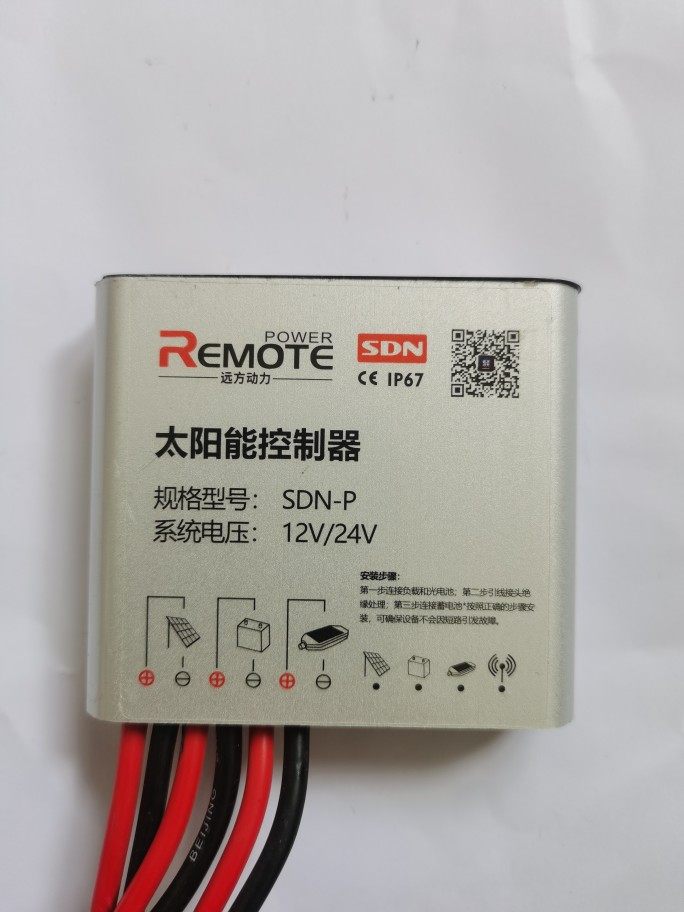 POWER
REMOTE
远方动力
SDN
CE IP67
太阳能控制器
规格型号： SDN-P
系统电压： 12V/24V
安装步骤：
第一步连接负载和光电池；第二步引线接头绝
缘处理；第三步连接蓄电池*按照正确的步骤安
装，可确保设备不会因短路引发故障。
BEIJING